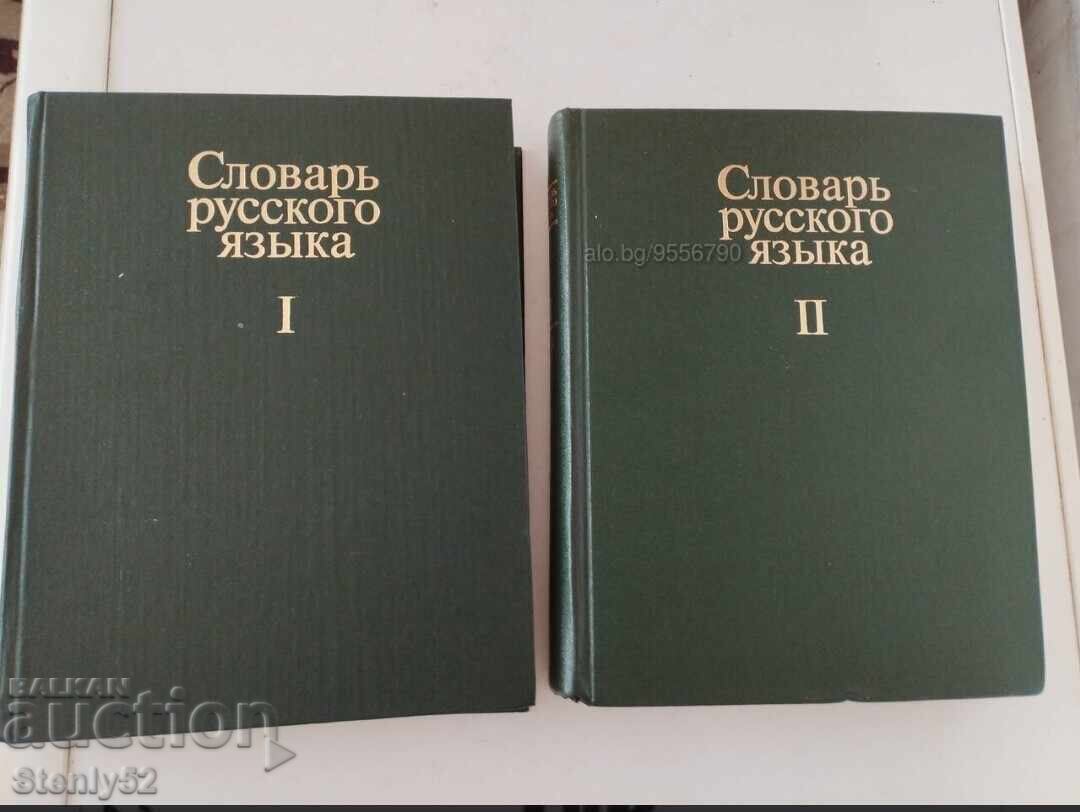 Словарь
русского
языка
I
Словарь
русского
языка
II
alo.bg/9556790
BALKAN
auction
Stenly52